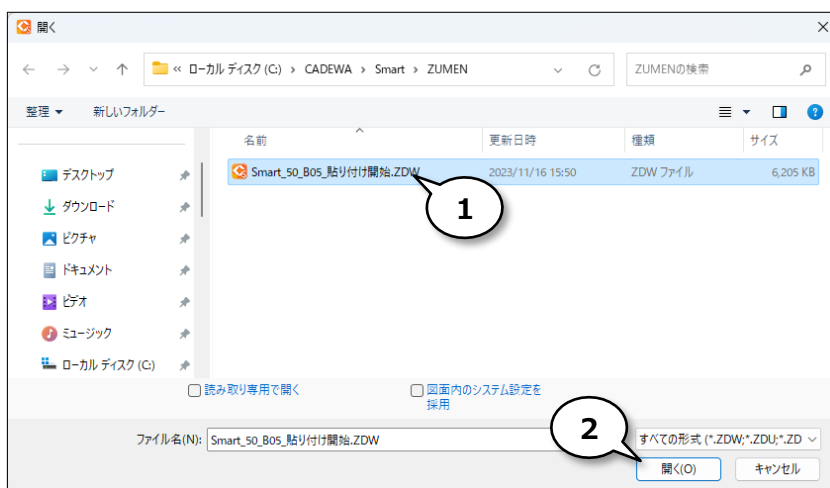 開く
« ローカル ディスク (C:) › CADEWA › Smart › ZUMEN
ZUMENの検索
整理
新しいフォルダー
名前
更新日時
種類
サイズ
Smart_50_B05_貼り付け開始.ZDW
2023/11/16 15:50
ZDW ファイル
6,205 KB
1
デスクトップ
ダウンロード
ピクチャ
ドキュメント
ビデオ
ミュージック
ローカル ディスク (C:)
読み取り専用で開く
図面内のシステム設定を
採用
2
ファイル名(N):
Smart_50_B05_貼り付け開始.ZDW
すべての形式 (*.ZDW;*.ZDU;*.ZD
開く(O)
キャンセル